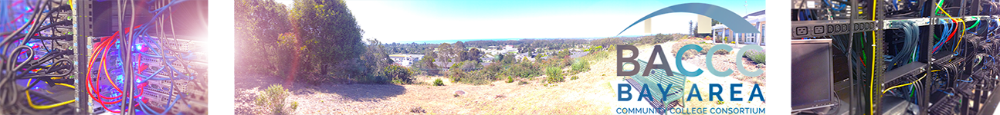 BACCC
BAY AREA
COMMUNITY COLLEGE CONSORTIUM